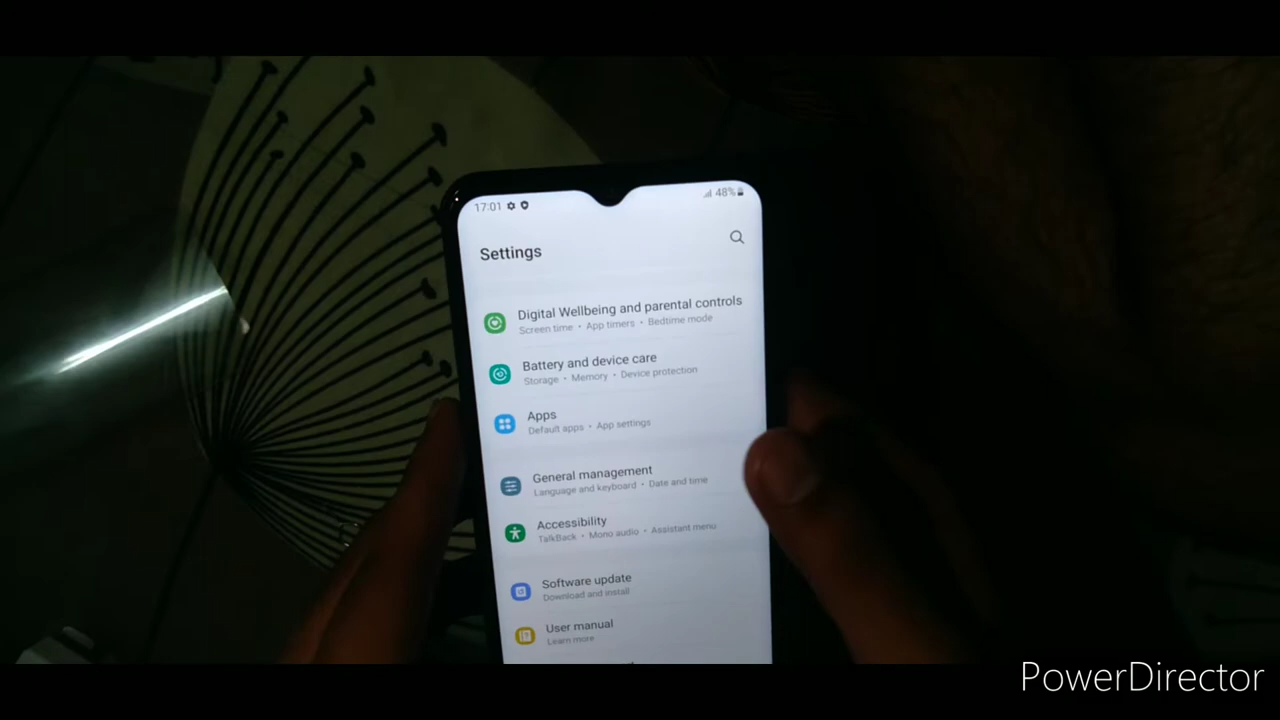 17:01
48%
Settings
Digital Wellbeing and parental controls
Screen time • App timers • Bedtime mode
Battery and device care
Storage • Memory • Device protection
Apps
Default apps • App settings
General management
Language and keyboard • Date and time
Accessibility
TalkBack • Mono audio • Assistant menu
Software update
Download and install
User manual
Learn more
PowerDirector